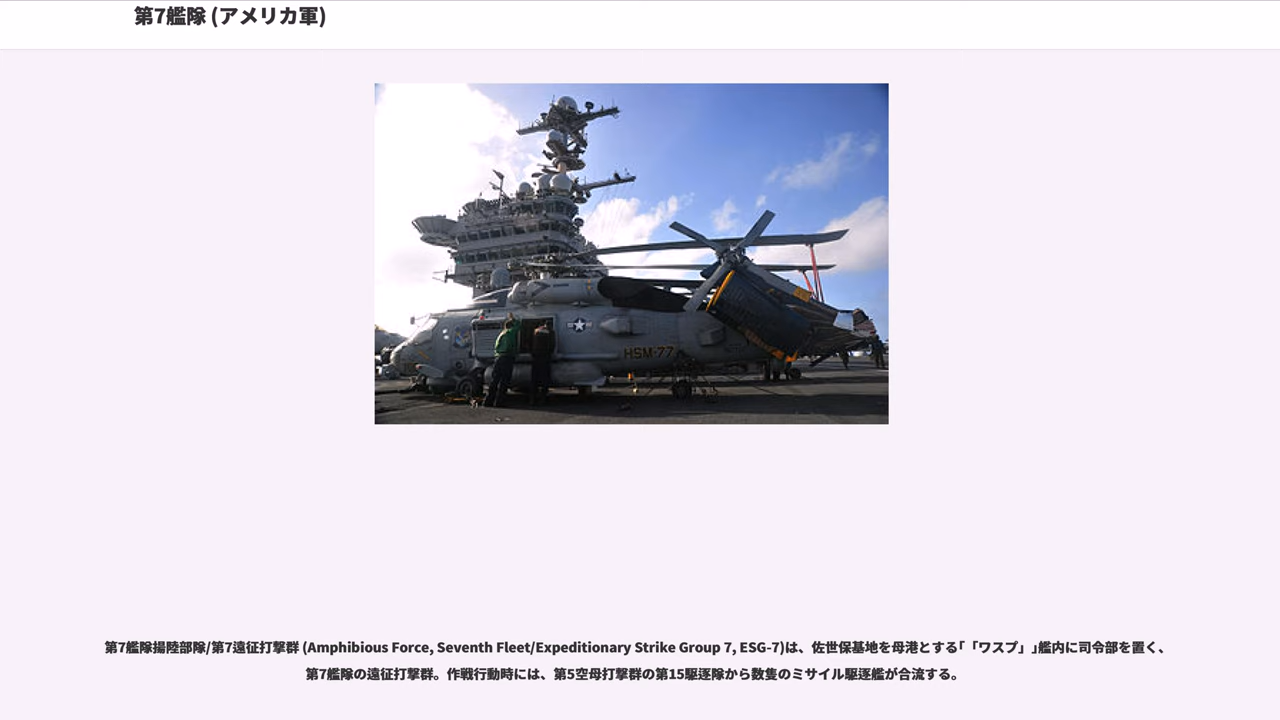 第7艦隊 (アメリカ軍)
HSM-77
第7艦隊揚陸部隊/第7遠征打撃群 (Amphibious Force, Seventh Fleet/Expeditionary Strike Group 7, ESG-7)は、佐世保基地を母港とする｢「ワスプ」｣艦内に司令部を置く、
第7艦隊の遠征打撃群。作戦行動時には、第5空母打撃群の第15駆逐隊から数隻のミサイル駆逐艦が合流する。